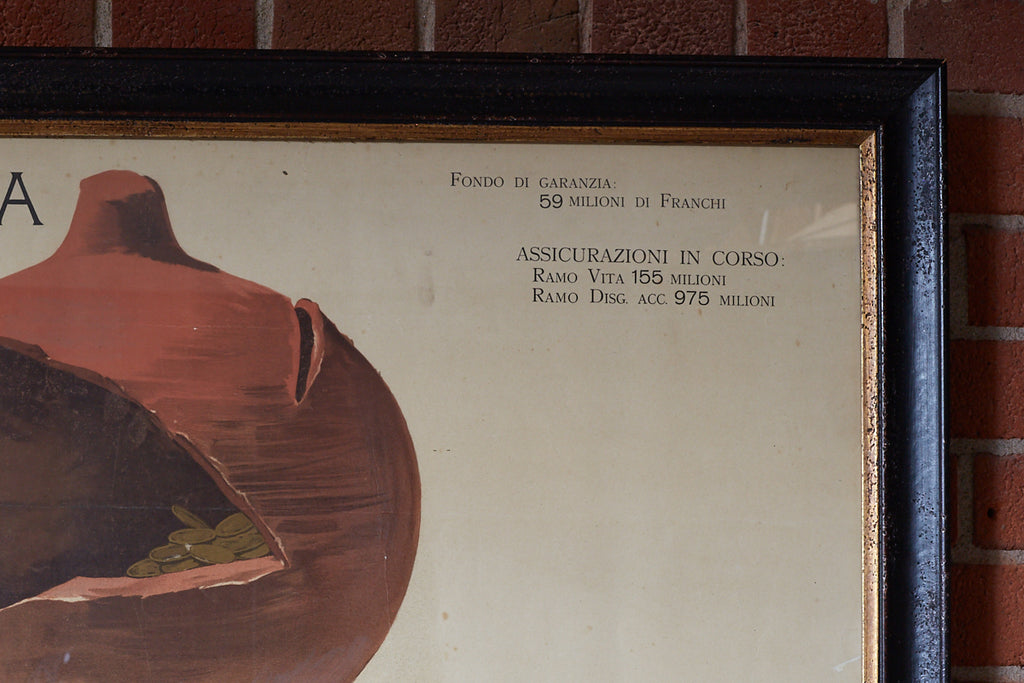 A
FONDO DI GARANZIA:
59 MILIONI DI FRANCHI
ASSICURAZIONI IN CORSO:
RAMO VITA 155 MILIONI
RAMO DISG. ACC. 975 MILIONI